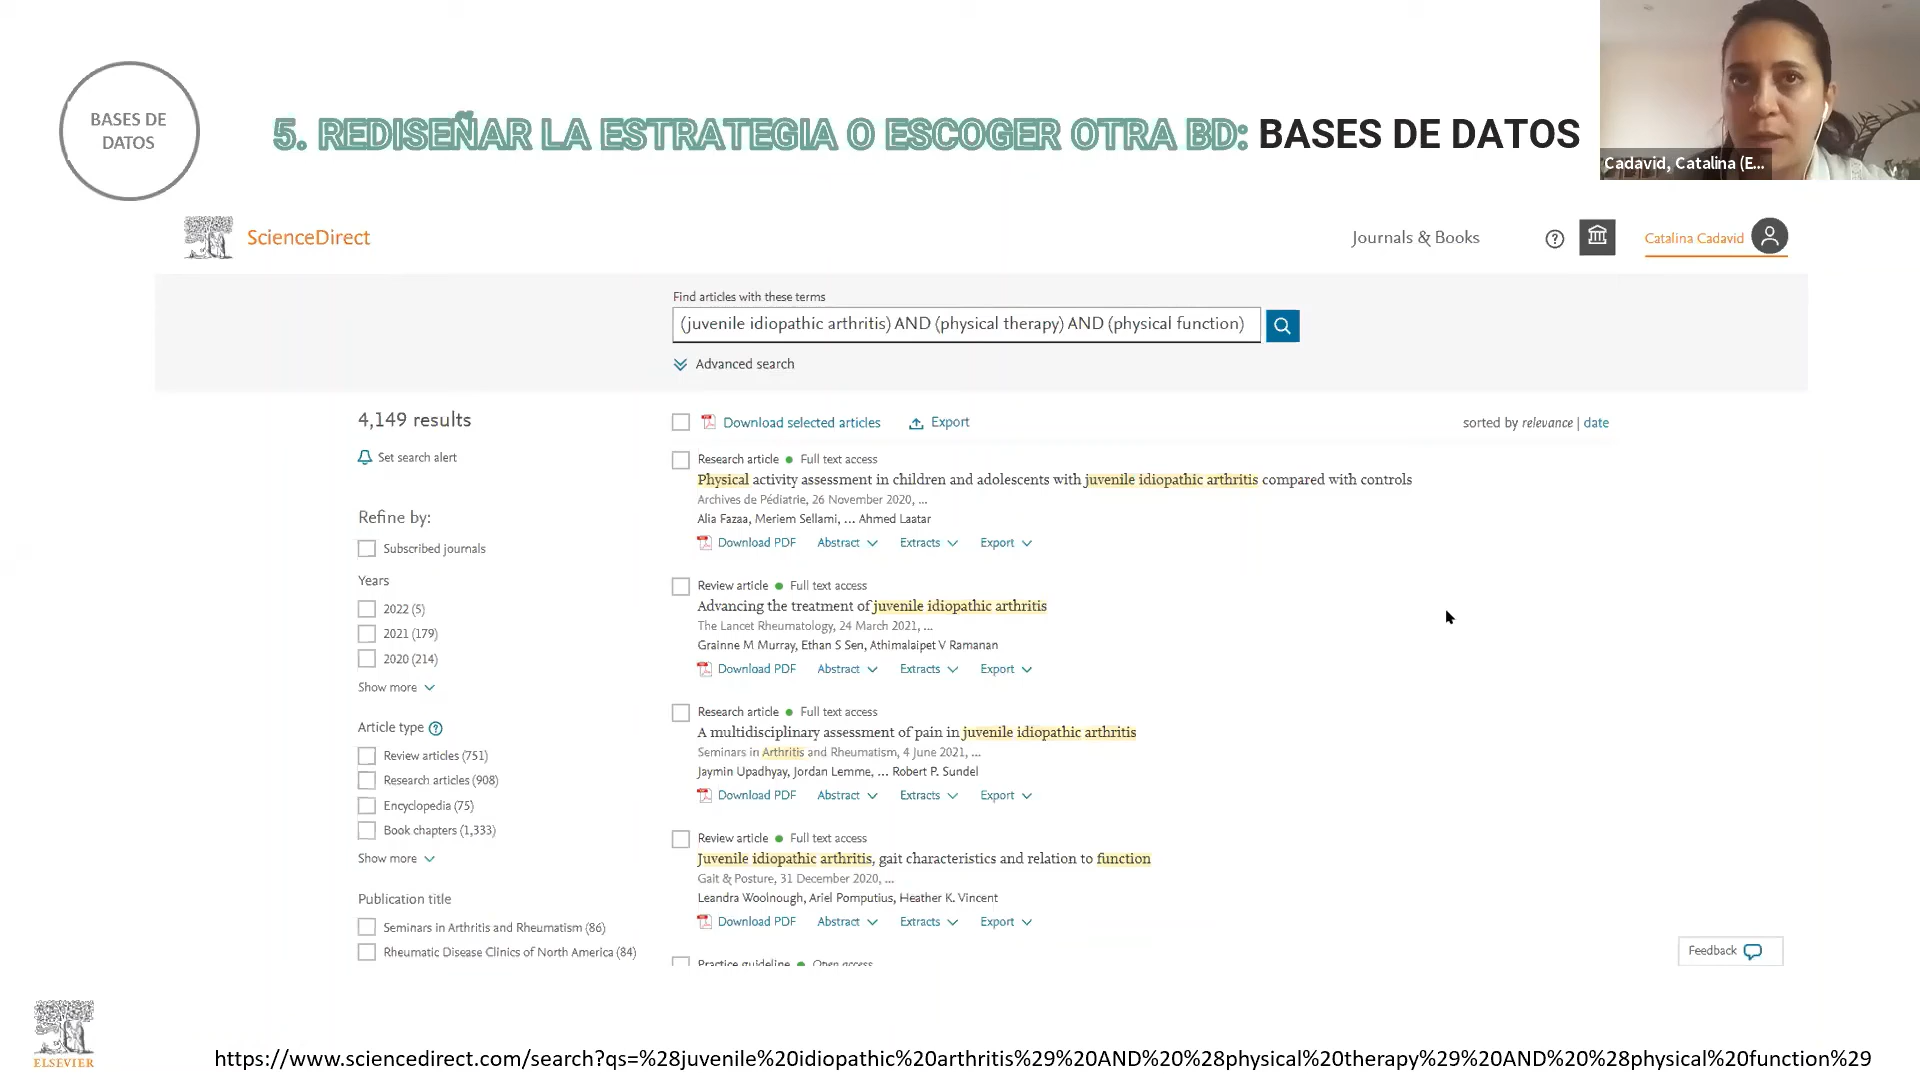 BASES DE
DATOS
5. REDISEÑAR LA ESTRATEGIA O ESCOGER OTRA BD: BASES DE DATOS
Cadavid, Catalina (E...
ScienceDirect
Journals & Books
Catalina Cadavid
Find articles with these terms
(juvenile idiopathic arthritis) AND (physical therapy) AND (physical function)
Advanced search
4,149 results
Set search alert
Refine by:
Subscribed journals
Years
2022 (5)
2021 (179)
2020 (214)
Show more
Article type
Review articles (751)
Research articles (908)
Encyclopedia (75)
Book chapters (1,333)
Show more
Publication title
Seminars in Arthritis and Rheumatism (86)
Rheumatic Disease Clinics of North America (84)
Download selected articles Export
sorted by relevance | date
Research article Full text access
Physical activity assessment in children and adolescents with juvenile idiopathic arthritis compared with controls
Archives de Pédiatrie, 26 November 2020, ...
Alia Fazaa, Meriem Sellami, ... Ahmed Laatar
Download PDF Abstract Extracts Export
Review article Full text access
Advancing the treatment of juvenile idiopathic arthritis
The Lancet Rheumatology, 24 March 2021, ...
Grainne M Murray, Ethan S Sen, Athimalaipet V Ramanan
Download PDF Abstract Extracts Export
Research article Full text access
A multidisciplinary assessment of pain in juvenile idiopathic arthritis
Seminars in Arthritis and Rheumatism, 4 June 2021, ...
Jaymin Upadhyay, Jordan Lemme, ... Robert P. Sundel
Download PDF Abstract Extracts Export
Review article Full text access
Juvenile idiopathic arthritis, gait characteristics and relation to function
Gait & Posture, 31 December 2020, ...
Leandra Woolnough, Ariel Pomputius, Heather K. Vincent
Download PDF Abstract Extracts Export
Practice guideline Open access
Feedback
ELSEVIER
https://www.sciencedirect.com/search?qs=%28juvenile%20idiopathic%20arthritis%29%20AND%20%28physical%20therapy%29%20AND%20%28physical%20function%29